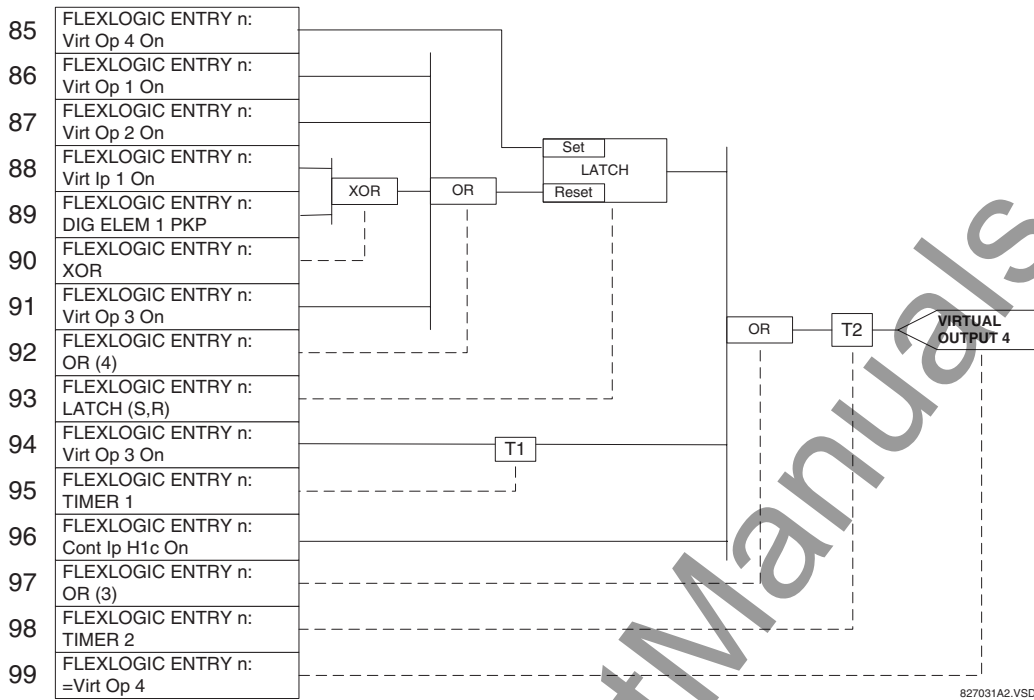 85 FLEXLOGIC ENTRY n:
Virt Op 4 On
86 FLEXLOGIC ENTRY n:
Virt Op 1 On
87 FLEXLOGIC ENTRY n:
Virt Op 2 On
88 FLEXLOGIC ENTRY n:
Virt Ip 1 On
89 FLEXLOGIC ENTRY n:
DIG ELEM 1 PKP
90 FLEXLOGIC ENTRY n:
XOR
91 FLEXLOGIC ENTRY n:
Virt Op 3 On
92 FLEXLOGIC ENTRY n:
OR (4)
93 FLEXLOGIC ENTRY n:
LATCH (S,R)
94 FLEXLOGIC ENTRY n:
Virt Op 3 On
95 FLEXLOGIC ENTRY n:
TIMER 1
96 FLEXLOGIC ENTRY n:
Cont Ip H1c On
97 FLEXLOGIC ENTRY n:
OR (3)
98 FLEXLOGIC ENTRY n:
TIMER 2
99 FLEXLOGIC ENTRY n:
=Virt Op 4
XOR
OR
Set
LATCH
Reset
T1
OR
T2
VIRTUAL
OUTPUT 4
827031A2.VSD
tManuals